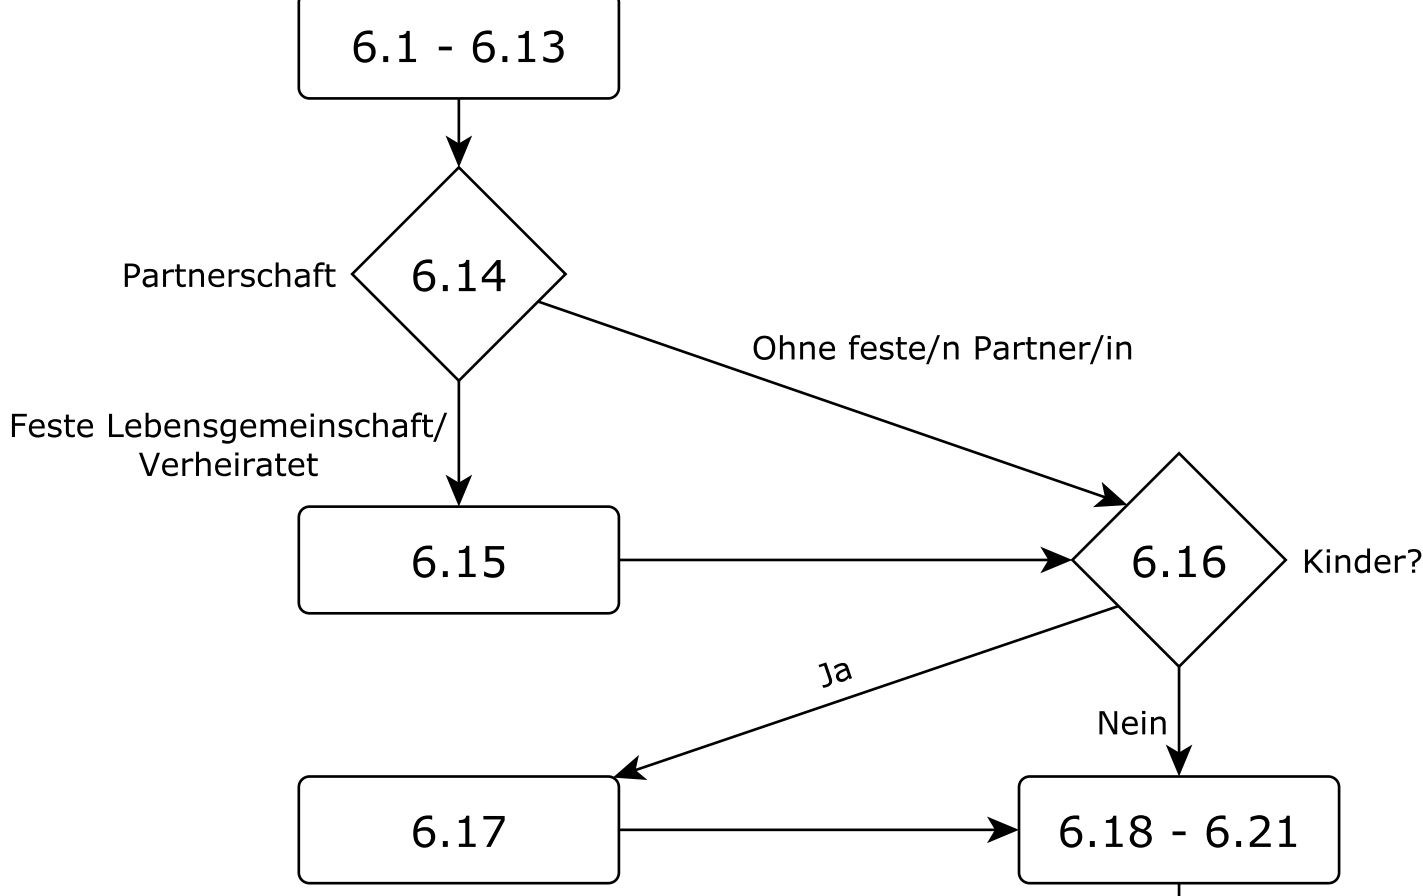 6.1 - 6.13
Partnerschaft
6.14
Ohne feste/n Partner/in
Feste Lebensgemeinschaft/
Verheiratet
6.15
6.16
Kinder?
Ja
Nein
6.17
6.18 - 6.21